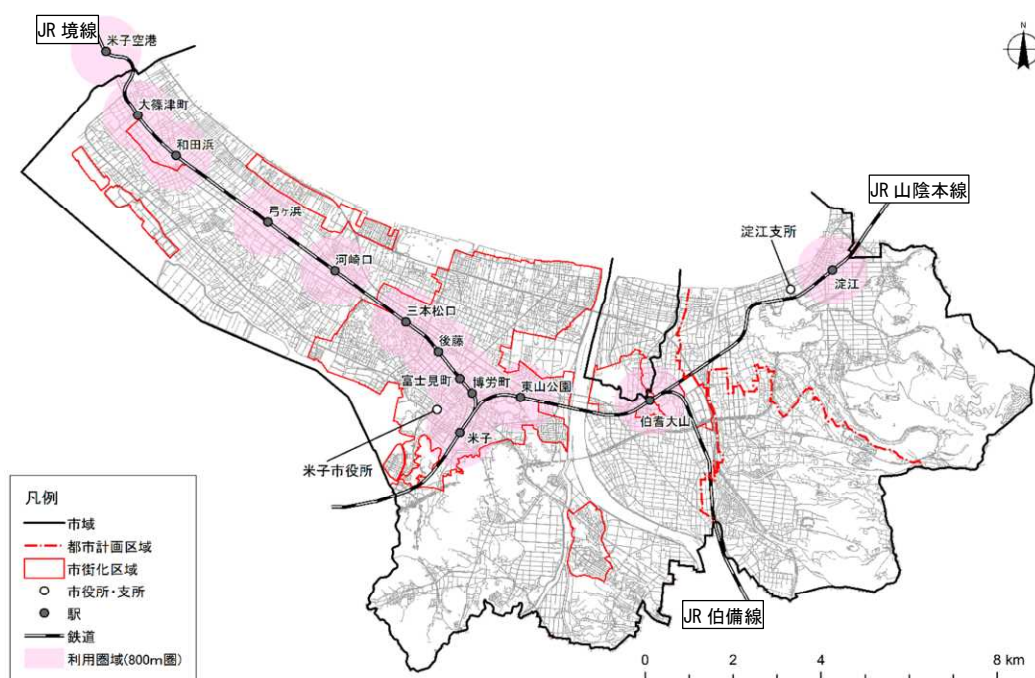 JR 境線
米子空港
N
大篠津町
和田浜
JR 山陰本線
弓ヶ浜
淀江支所
河崎口
淀江
三本松口
後藤
富士見町
博労町
東山公園
伯耆大山
米子
米子市役所
凡例
市域
都市計画区域
市街化区域
市役所・支所
駅
鉄道
利用圏域(800m圏)
JR 伯備線
0 2 4 8 km